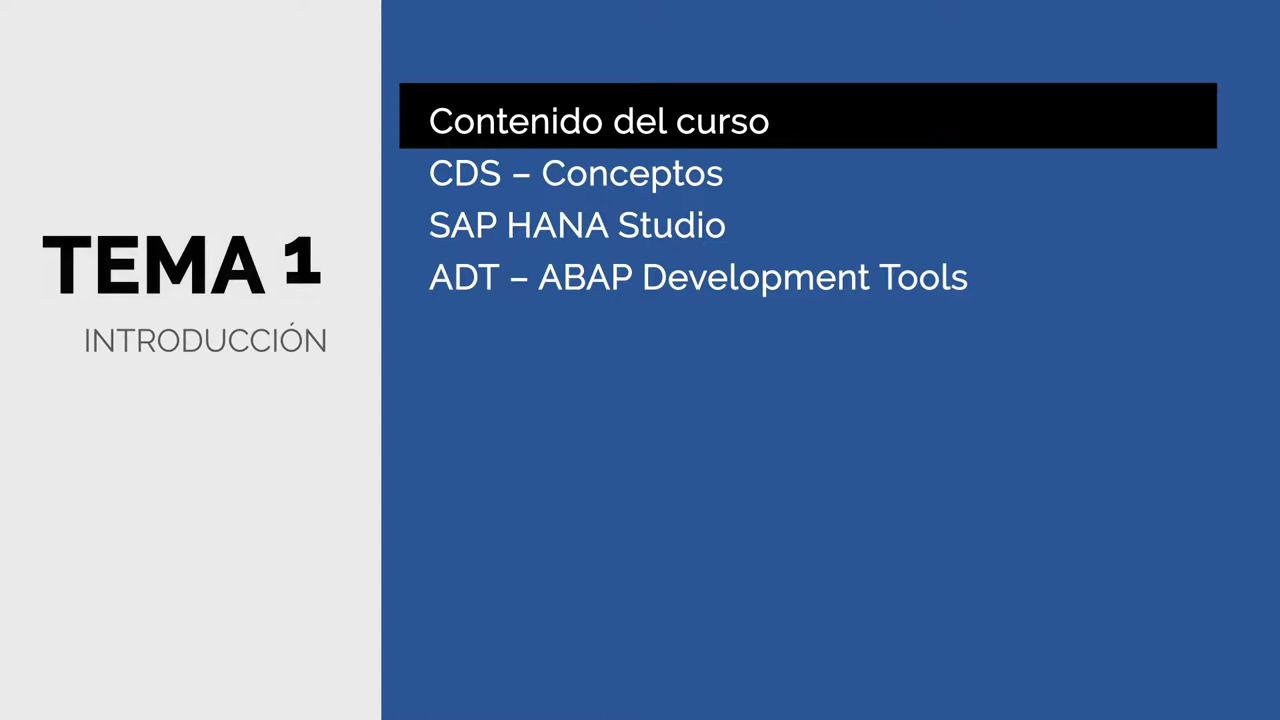 TEMA 1
INTRODUCCIÓN
Contenido del curso
CDS – Conceptos
SAP HANA Studio
ADT – ABAP Development Tools